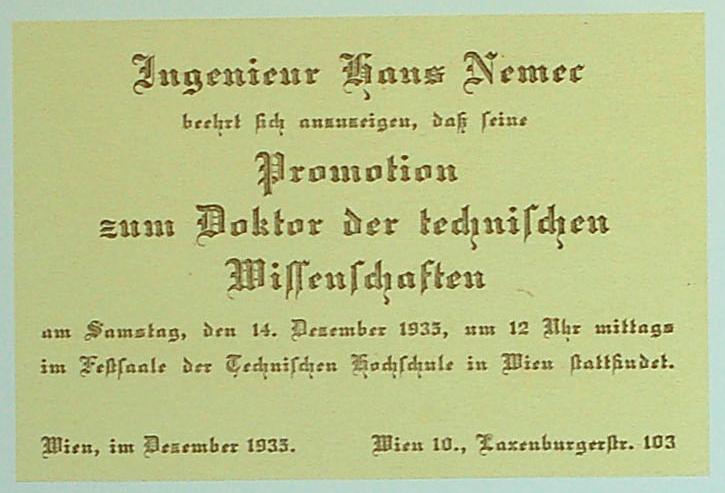 Ingenieur Hans Nemec
beehrt sich anzuzeigen, daß seine
Promotion
zum Doktor der technischen
Wissenschaften
am Samstag, den 14. Dezember 1935, um 12 Uhr mittags
im Festsaale der Technischen Hochschule in Wien stattfindet.
Wien, im Dezember 1935.
Wien 10., Laxenburgerstr. 103